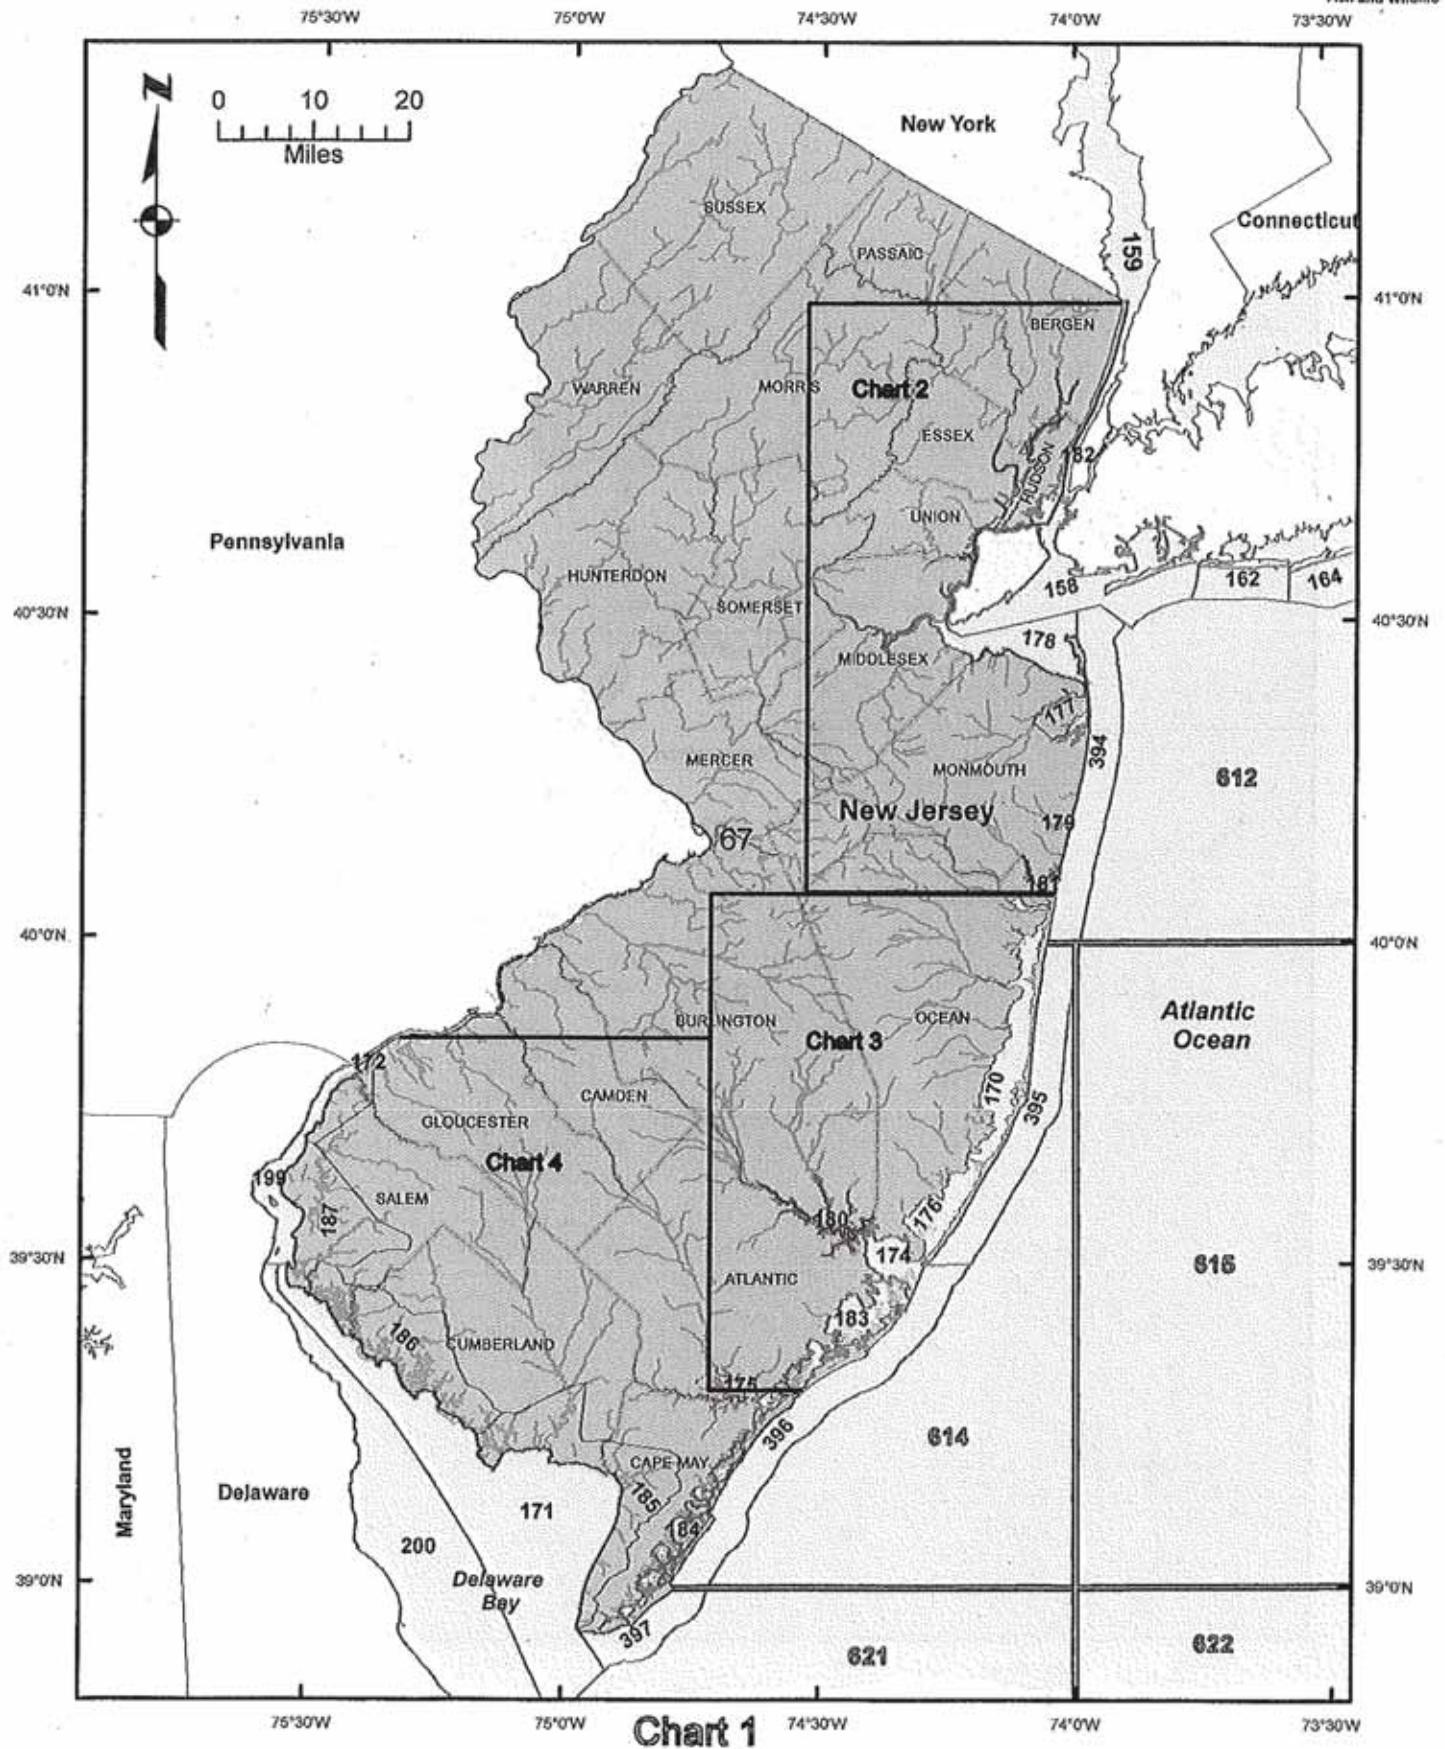 Fish and Wildlife
75°30'W 75°0'W 74°30'W 74°0'W 73°30'W
N
0 10 20
Miles
New York
Connecticut
SUSSEX
PASSAIC
159
41°0'N 41°0'N
BERGEN
WARREN
MORRIS
Chart 2
ESSEX
182
HUDSON
UNION
Pennsylvania
HUNTERDON
158
162
164
SOMERSET
40°30'N 40°30'N
178
MIDDLESEX
177
394
MERCER
MONMOUTH
612
New Jersey
179
67
181
40°0'N 40°0'N
Atlantic
Ocean
BURLINGTON
OCEAN
Chart 3
172
CAMDEN
170
395
GLOUCESTER
Chart 4
199
SALEM
187
180
176
174
39°30'N 39°30'N
615
ATLANTIC
183
186
CUMBERLAND
175
396
614
CAPE MAY
Maryland
Delaware
185
171
184
200
Delaware
Bay
39°0'N 39°0'N
397
621
622
75°30'W 75°0'W 74°30'W 74°0'W 73°30'W
Chart 1